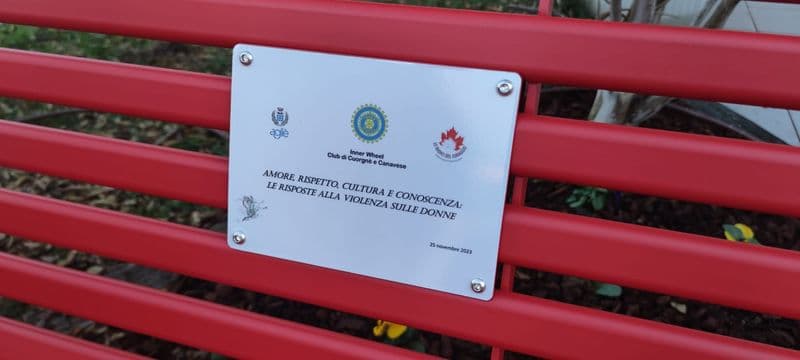 agliè
Inner Wheel
Club di Cuorgnè e Canavese
AMORE, RISPETTO, CULTURA E CONOSCENZA:
LE RISPOSTE ALLA VIOLENZA SULLE DONNE
25 novembre 2023